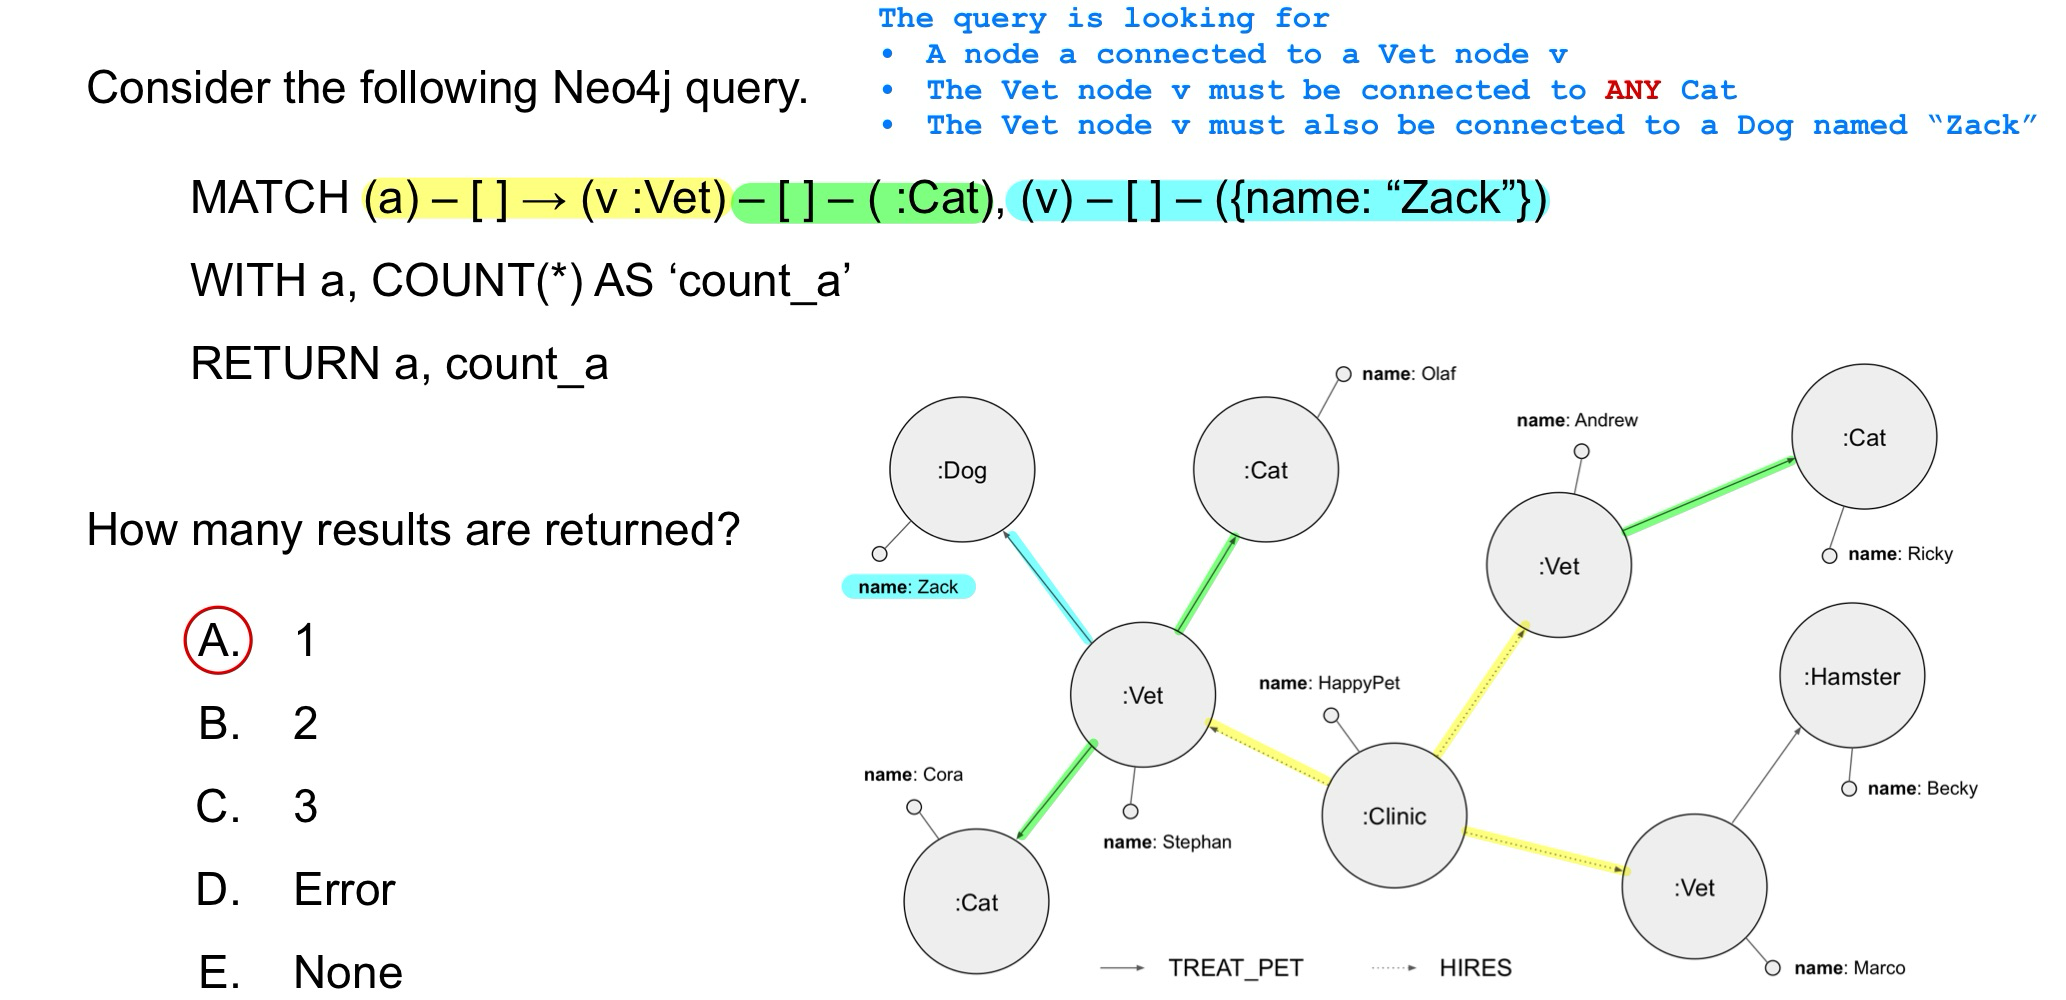 The query is looking for
• A node a connected to a Vet node v
• The Vet node v must be connected to ANY Cat
• The Vet node v must also be connected to a Dog named “Zack”
Consider the following Neo4j query.
MATCH (a) – [ ] → (v :Vet) – [ ] – ( :Cat), (v) – [ ] – ({name: “Zack”})
WITH a, COUNT(*) AS ‘count_a’
RETURN a, count_a
How many results are returned?
A. 1
B. 2
C. 3
D. Error
E. None
name: Olaf
name: Andrew
:Cat
:Dog
:Cat
name: Ricky
:Vet
name: Zack
:Hamster
name: HappyPet
:Vet
name: Cora
name: Becky
:Clinic
name: Stephan
:Vet
:Cat
TREAT_PET
HIRES
name: Marco